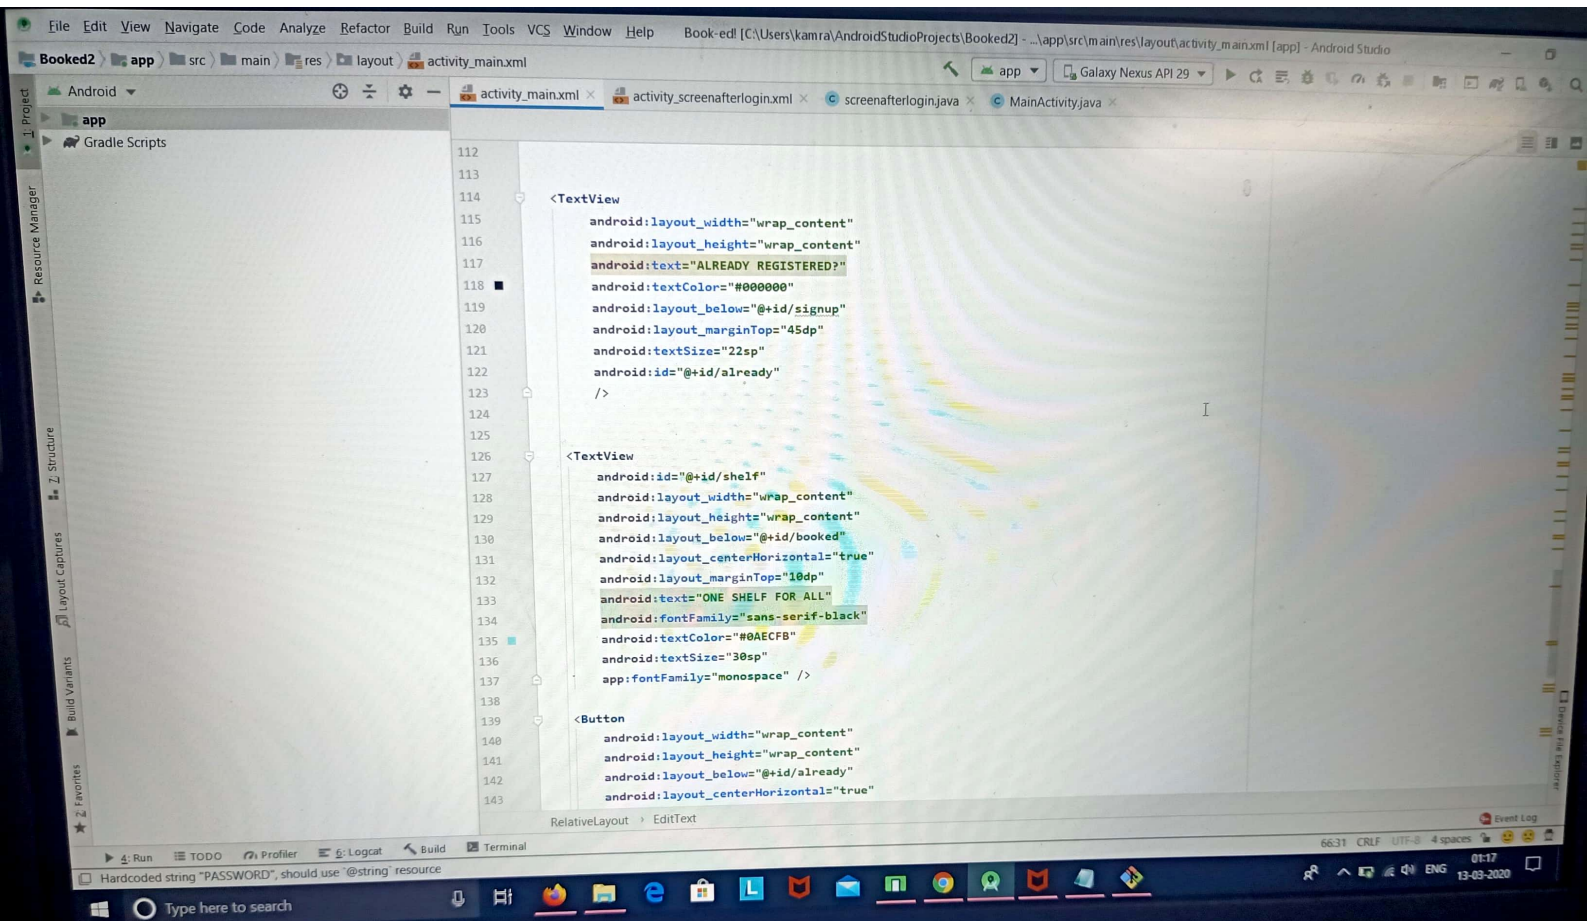 File Edit View Navigate Code Analyze Refactor Build Run Tools VCS Window Help Book-ed! [C:\Users\kamra\AndroidStudioProjects\Booked2] - ...\app\src\main\res\layout\activity_main.xml [app] - Android Studio
Booked2 app src main res layout activity_main.xml
app Galaxy Nexus API 29
Android
activity_main.xml activity_screenafterlogin.xml screenafterlogin.java MainActivity.java
1: Project
app
Gradle Scripts
Resource Manager
Z: Structure
Layout Captures
Build Variants
2: Favorites
112
113
114 <TextView
115 android:layout_width="wrap_content"
116 android:layout_height="wrap_content"
117 android:text="ALREADY REGISTERED?"
118 android:textColor="#000000"
119 android:layout_below="@+id/signup"
120 android:layout_marginTop="45dp"
121 android:textSize="22sp"
122 android:id="@+id/already"
123 />
124
125
126 <TextView
127 android:id="@+id/shelf"
128 android:layout_width="wrap_content"
129 android:layout_height="wrap_content"
130 android:layout_below="@+id/booked"
131 android:layout_centerHorizontal="true"
132 android:layout_marginTop="10dp"
133 android:text="ONE SHELF FOR ALL"
134 android:fontFamily="sans-serif-black"
135 android:textColor="#0AECFB"
136 android:textSize="30sp"
137 app:fontFamily="monospace" />
138
139 <Button
140 android:layout_width="wrap_content"
141 android:layout_height="wrap_content"
142 android:layout_below="@+id/already"
143 android:layout_centerHorizontal="true"
Device File Explorer
RelativeLayout › EditText
4: Run TODO Profiler 6: Logcat Build Terminal
Event Log
Hardcoded string "PASSWORD", should use `@string` resource
66:31 CRLF UTF-8 4 spaces
Type here to search
L
ENG
01:17
13-03-2020